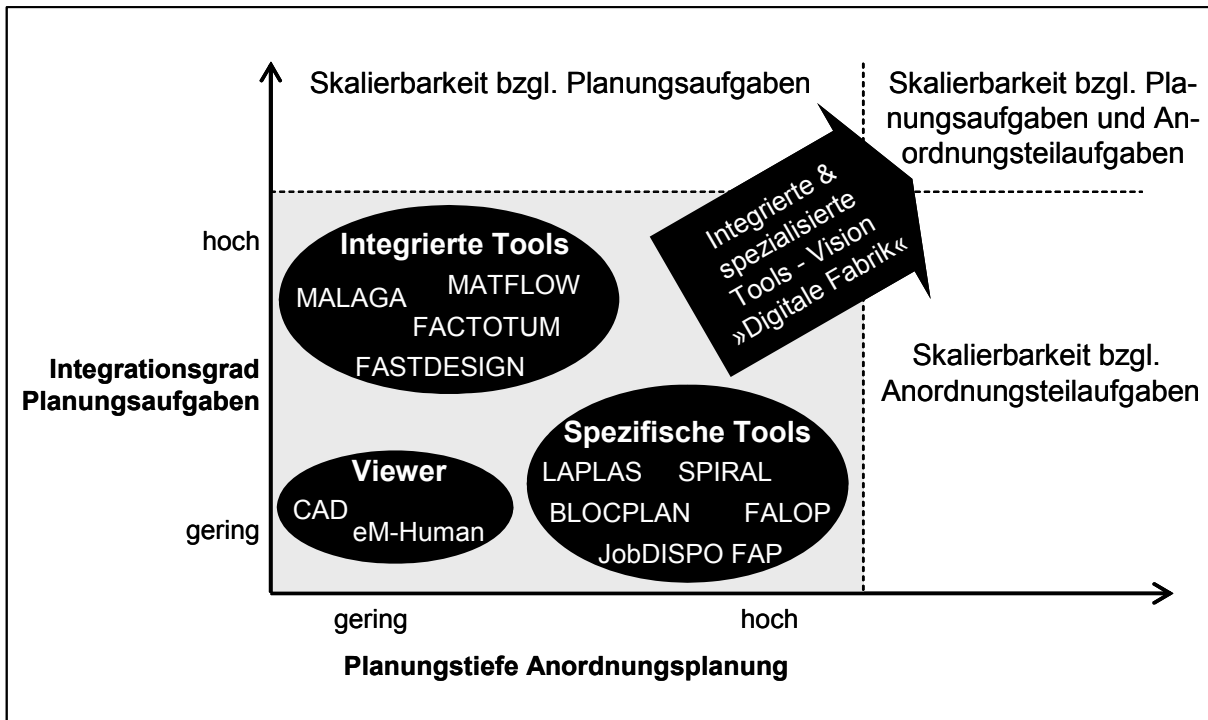 Skalierbarkeit bzgl. Planungsaufgaben
Skalierbarkeit bzgl. Pla-
nungsaufgaben und An-
ordnungsteilaufgaben
Integrierte &
spezialisierte
Tools - Vision
»Digitale Fabrik«
hoch
Integrierte Tools
MALAGA
MATFLOW
FACTOTUM
FASTDESIGN
Integrationsgrad
Planungsaufgaben
Skalierbarkeit bzgl.
Anordnungsteilaufgaben
Spezifische Tools
LAPLAS SPIRAL
BLOCPLAN FALOP
JobDISPO FAP
Viewer
CAD
eM-Human
gering
gering hoch
Planungstiefe Anordnungsplanung